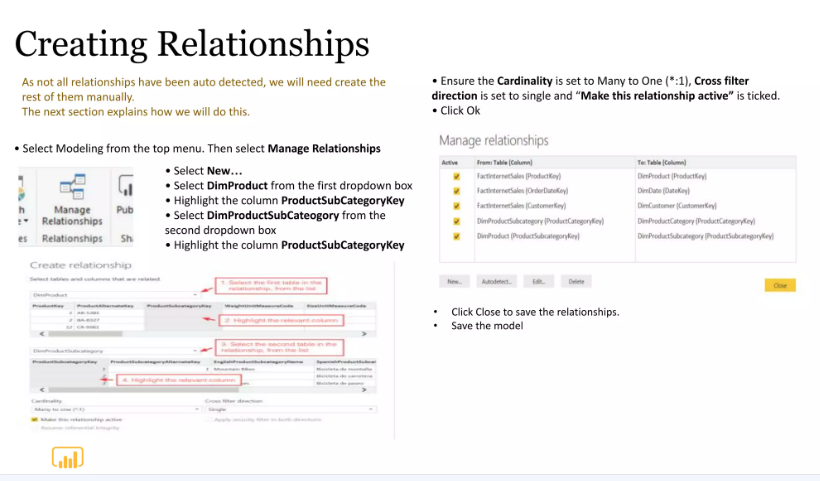 Creating Relationships
As not all relationships have been auto detected, we will need create the
rest of them manually.
The next section explains how we will do this.
• Select Modeling from the top menu. Then select Manage Relationships
h
Manage
Pub
Relationships
es
Relationships
Sh
• Select New...
• Select DimProduct from the first dropdown box
• Highlight the column ProductSubCategoryKey
• Select DimProductSubCateogory from the
second dropdown box
• Highlight the column ProductSubCategoryKey
Create relationship
Select tables and columns that are related.
1. Select the first table in the
relationship, from the list
DimProduct
ProductKey ProductAlternateKey ProductSubcategoryKey WeightUnitMeasureCode SizeUnitMeasureCode
2. Highlight the relevant column
3. Select the second table in the
relationship, from the list
DimProductSubcategory
ProductSubcategoryKey ProductSubcategoryAlternateKey EnglishProductSubcategoryName SpanishProductSubcat
1 Mountain Bikes Bicicleta de montaña
Bicicleta de carretera
4. Highlight the relevant column
Bicicleta de paseo
Cardinality
Cross filter direction
Many to one (*:1)
Single
Make this relationship active
Apply security filter in both directions
Assume referential integrity
• Ensure the Cardinality is set to Many to One (*:1), Cross filter
direction is set to single and “Make this relationship active” is ticked.
• Click Ok
Manage relationships
Active From: Table (Column) To: Table (Column)
FactInternetSales (ProductKey) DimProduct (ProductKey)
FactInternetSales (OrderDateKey) DimDate (DateKey)
FactInternetSales (CustomerKey) DimCustomer (CustomerKey)
DimProductSubcategory (ProductCategoryKey) DimProductCategory (ProductCategoryKey)
DimProduct (ProductSubcategoryKey) DimProductSubcategory (ProductSubcategoryKey)
New... Autodetect... Edit... Delete Close
• Click Close to save the relationships.
• Save the model